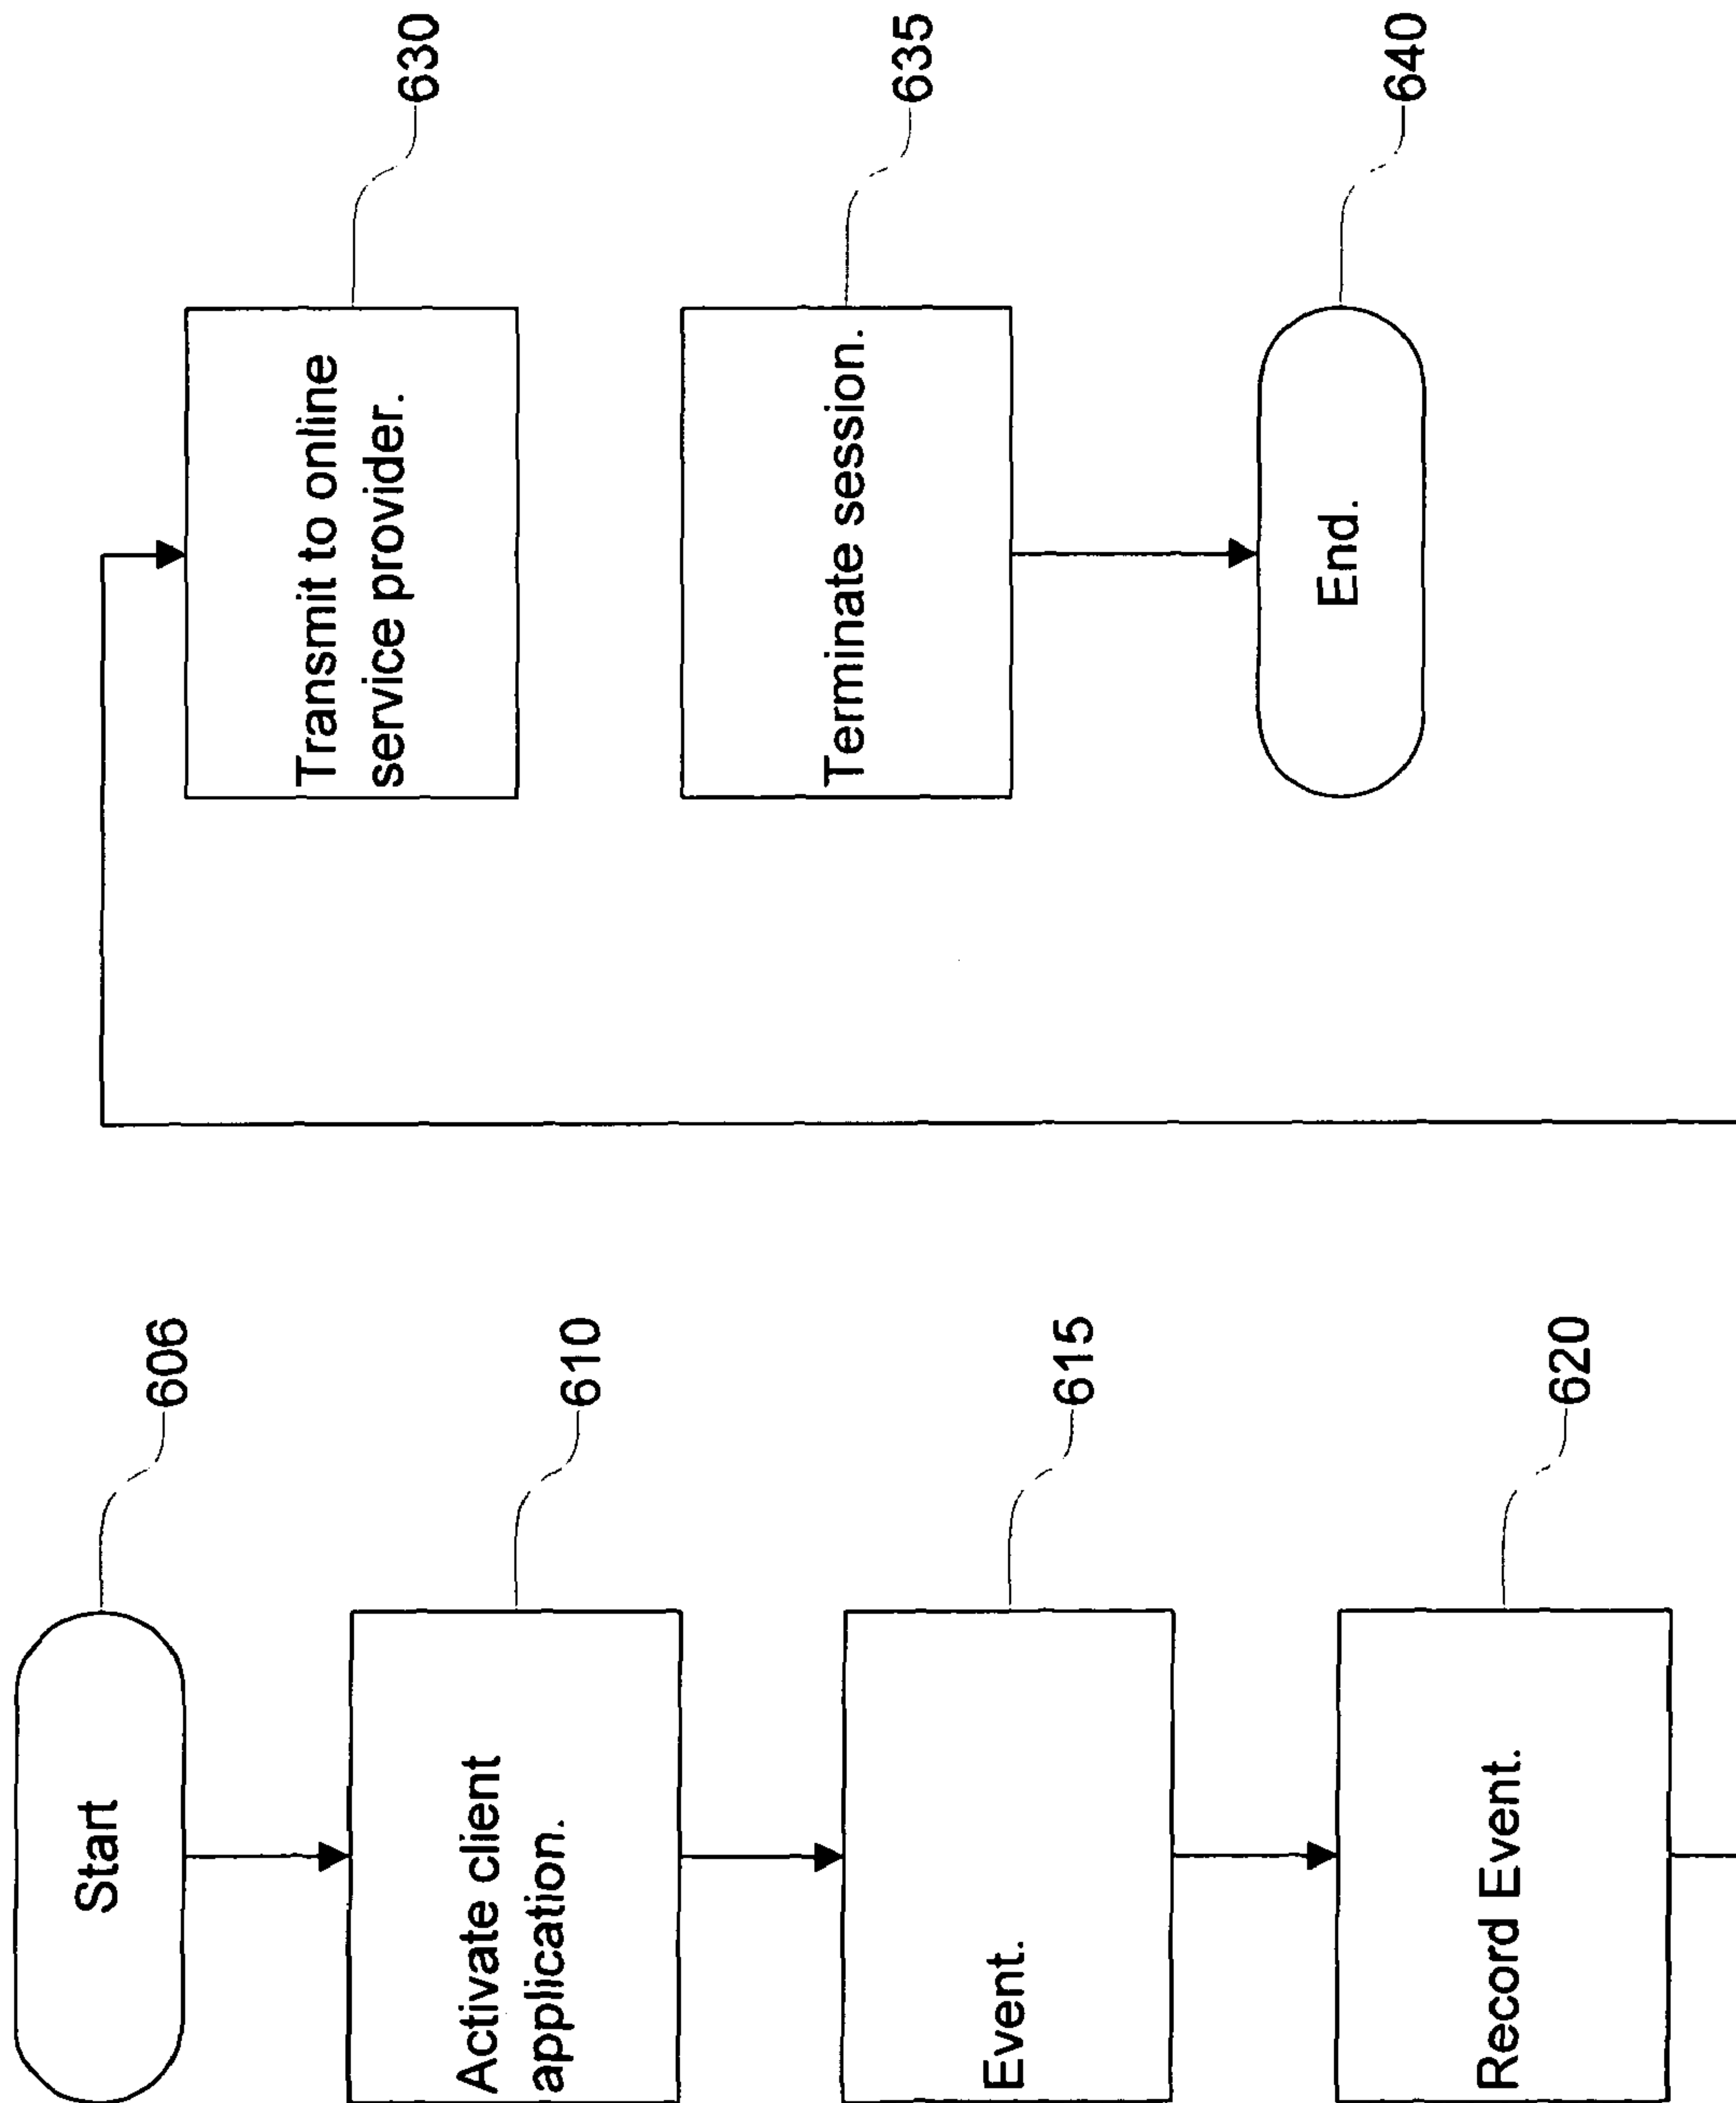 Start
606
Activate client
application.
610
Event.
615
Record Event.
620
Transmit to online
service provider.
630
Terminate session.
635
End.
640